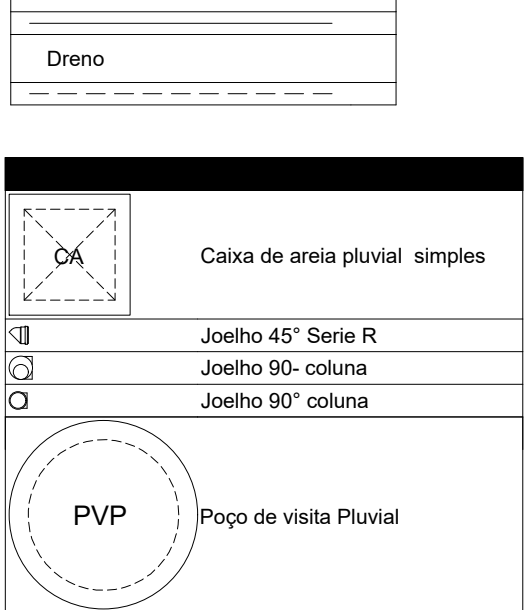 Dreno
CA Caixa de areia pluvial simples
Joelho 45° Serie R
Joelho 90- coluna
Joelho 90° coluna
PVP Poço de visita Pluvial